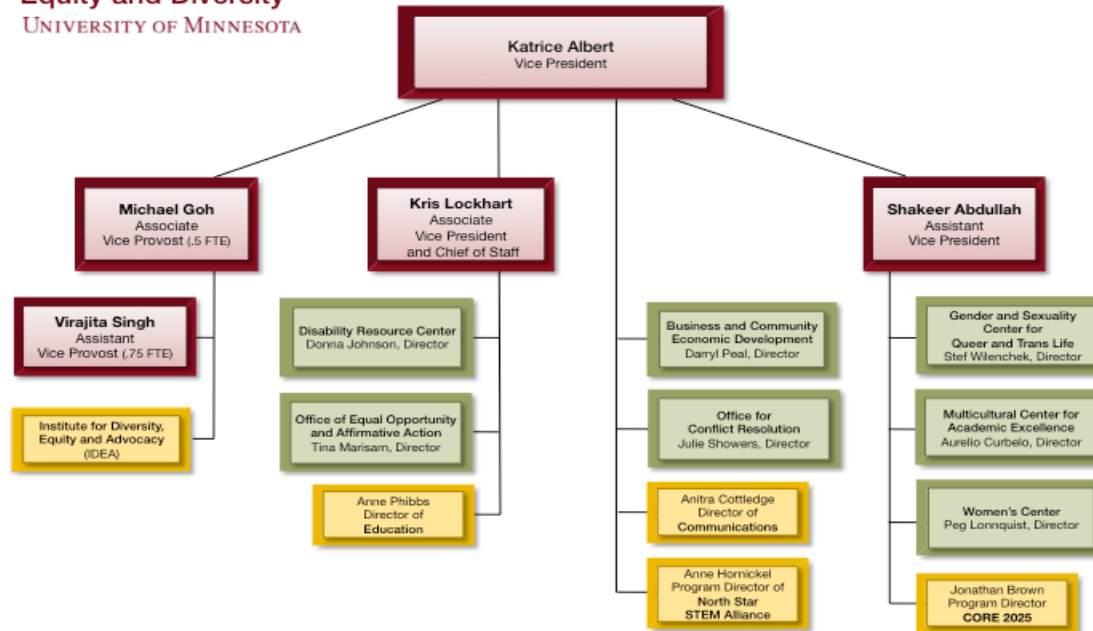 Equity and Diversity
UNIVERSITY OF MINNESOTA
Katrice Albert
Vice President
Michael Goh
Associate
Vice Provost (.5 FTE)
Kris Lockhart
Associate
Vice President
and Chief of Staff
Shakeer Abdullah
Assistant
Vice President
Virajita Singh
Assistant
Vice Provost (.75 FTE)
Institute for Diversity,
Equity and Advocacy
(IDEA)
Disability Resource Center
Donna Johnson, Director
Office of Equal Opportunity
and Affirmative Action
Tina Marisam, Director
Anne Phibbs
Director of
Education
Business and Community
Economic Development
Darryl Peal, Director
Office for
Conflict Resolution
Julie Showers, Director
Anitra Cottledge
Director of
Communications
Anne Hornickel
Program Director of
North Star
STEM Alliance
Gender and Sexuality
Center for
Queer and Trans Life
Stef Wilenchek, Director
Multicultural Center for
Academic Excellence
Aurelio Curbelo, Director
Women's Center
Peg Lonnquist, Director
Jonathan Brown
Program Director
CORE 2025